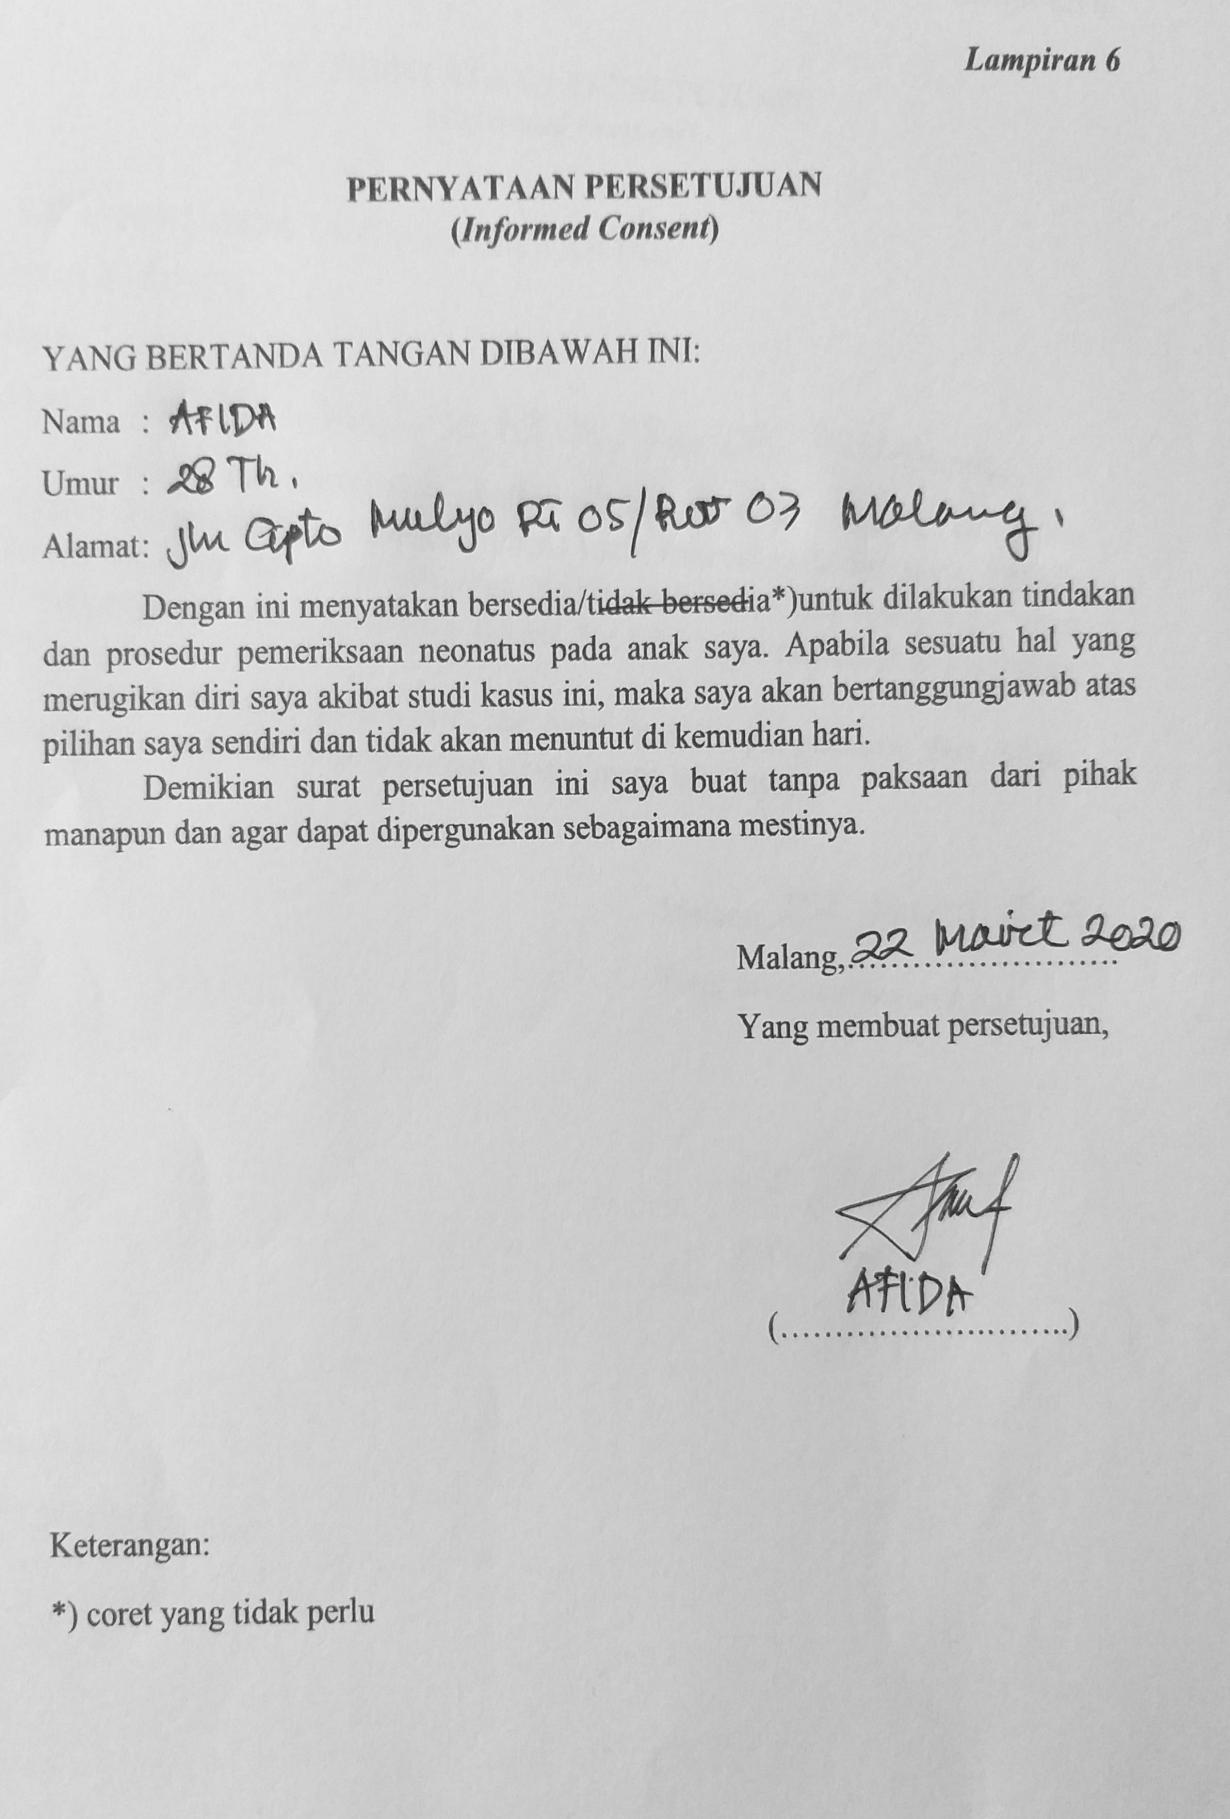 Lampiran 6
PERNYATAAN PERSETUJUAN
(Informed Consent)
YANG BERTANDA TANGAN DIBAWAH INI:
Nama : AFIDA
Umur : 28 Th.
Alamat: Jln Cipto Mulyo RT 05/RW 03 Malang.
Dengan ini menyatakan bersedia/tidak bersedia*)untuk dilakukan tindakan
dan prosedur pemeriksaan neonatus pada anak saya. Apabila sesuatu hal yang
merugikan diri saya akibat studi kasus ini, maka saya akan bertanggungjawab atas
pilihan saya sendiri dan tidak akan menuntut di kemudian hari.
Demikian surat persetujuan ini saya buat tanpa paksaan dari pihak
manapun dan agar dapat dipergunakan sebagaimana mestinya.
Malang, 22 Maret 2020
Yang membuat persetujuan,
AFIDA
(...........................)
Keterangan:
*) coret yang tidak perlu